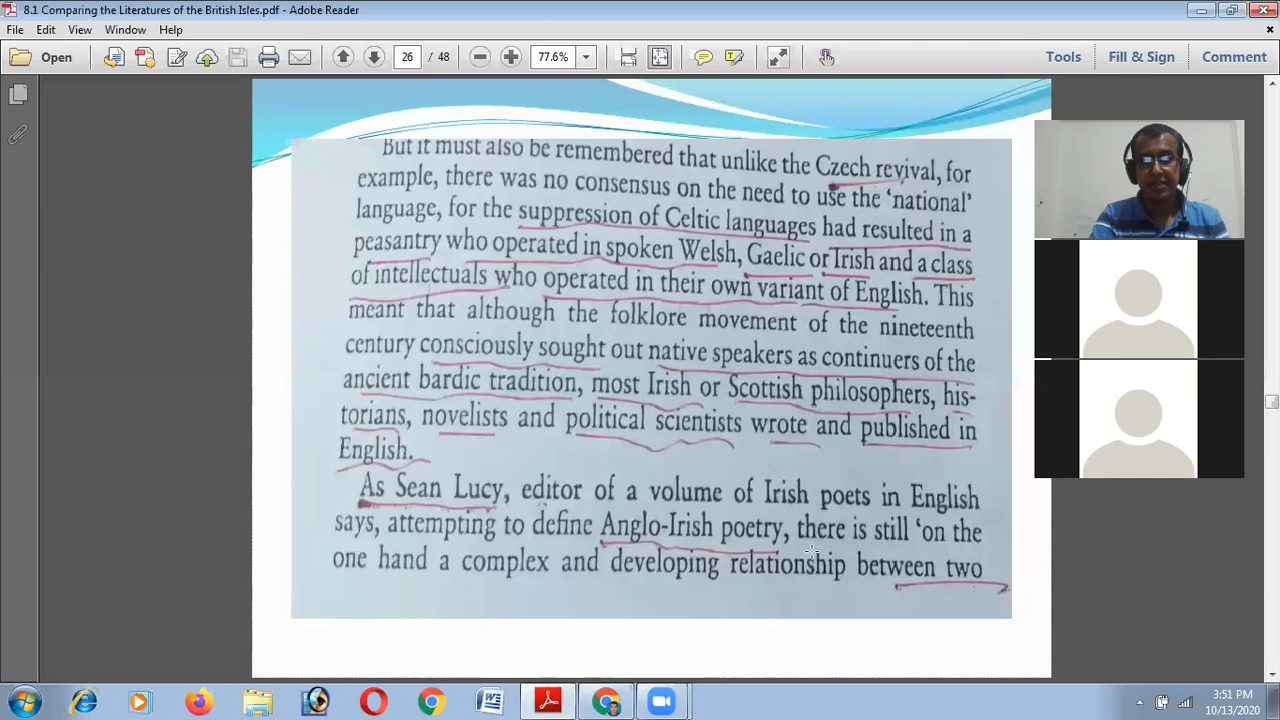 8.1 Comparing the Literatures of the British Isles.pdf - Adobe Reader
File Edit View Window Help
Open 26 / 48 77.6% Tools Fill & Sign Comment
But it must also be remembered that unlike the Czech revival, for
example, there was no consensus on the need to use the 'national'
language, for the suppression of Celtic languages had resulted in a
peasantry who operated in spoken Welsh, Gaelic or Irish and a class
of intellectuals who operated in their own variant of English. This
meant that although the folklore movement of the nineteenth
century consciously sought out native speakers as continuers of the
ancient bardic tradition, most Irish or Scottish philosophers, his-
torians, novelists and political scientists wrote and published in
English.
As Sean Lucy, editor of a volume of Irish poets in English
says, attempting to define Anglo-Irish poetry, there is still 'on the
one hand a complex and developing relationship between two
3:51 PM
10/13/2020